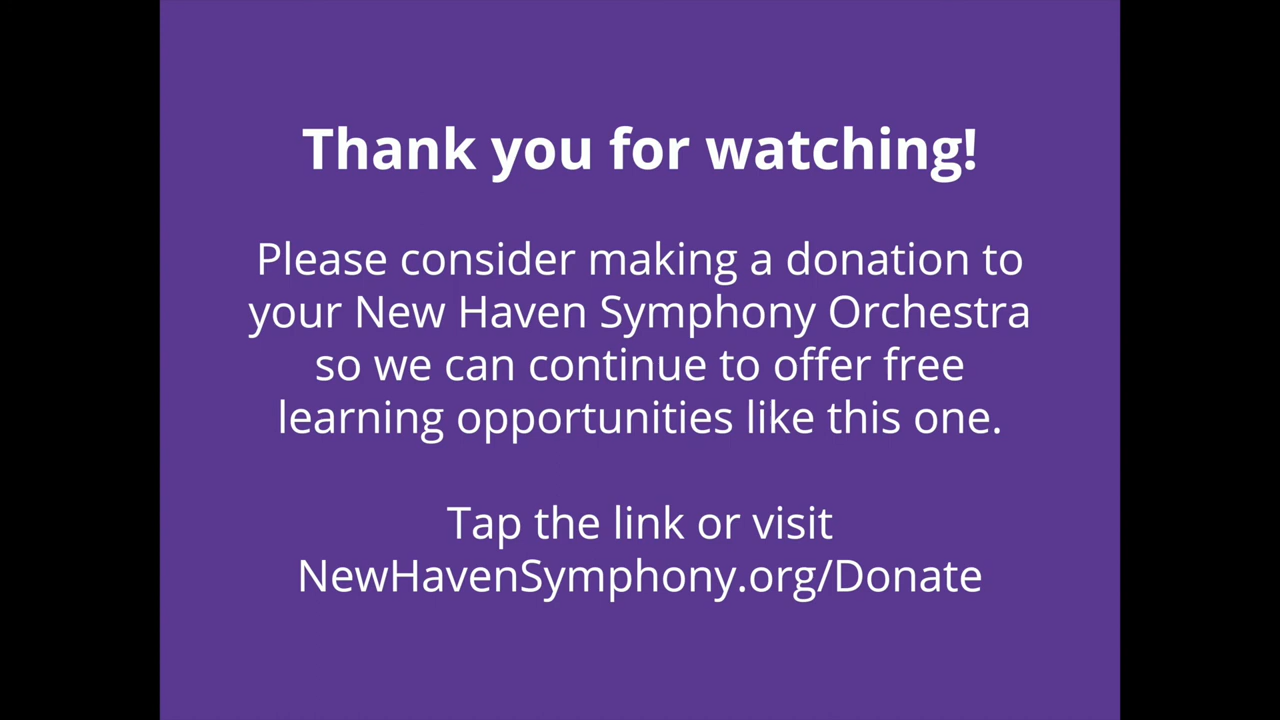 Thank you for watching!
Please consider making a donation to
your New Haven Symphony Orchestra
so we can continue to offer free
learning opportunities like this one.
Tap the link or visit
NewHavenSymphony.org/Donate